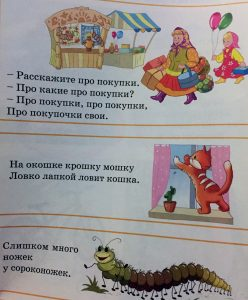 – Расскажите про покупки.
– Про какие про покупки?
– Про покупки, про покупки,
Про покупочки свои.
На окошке крошку мошку
Ловко лапкой ловит кошка.
Слишком много
ножек
у сороконожек.